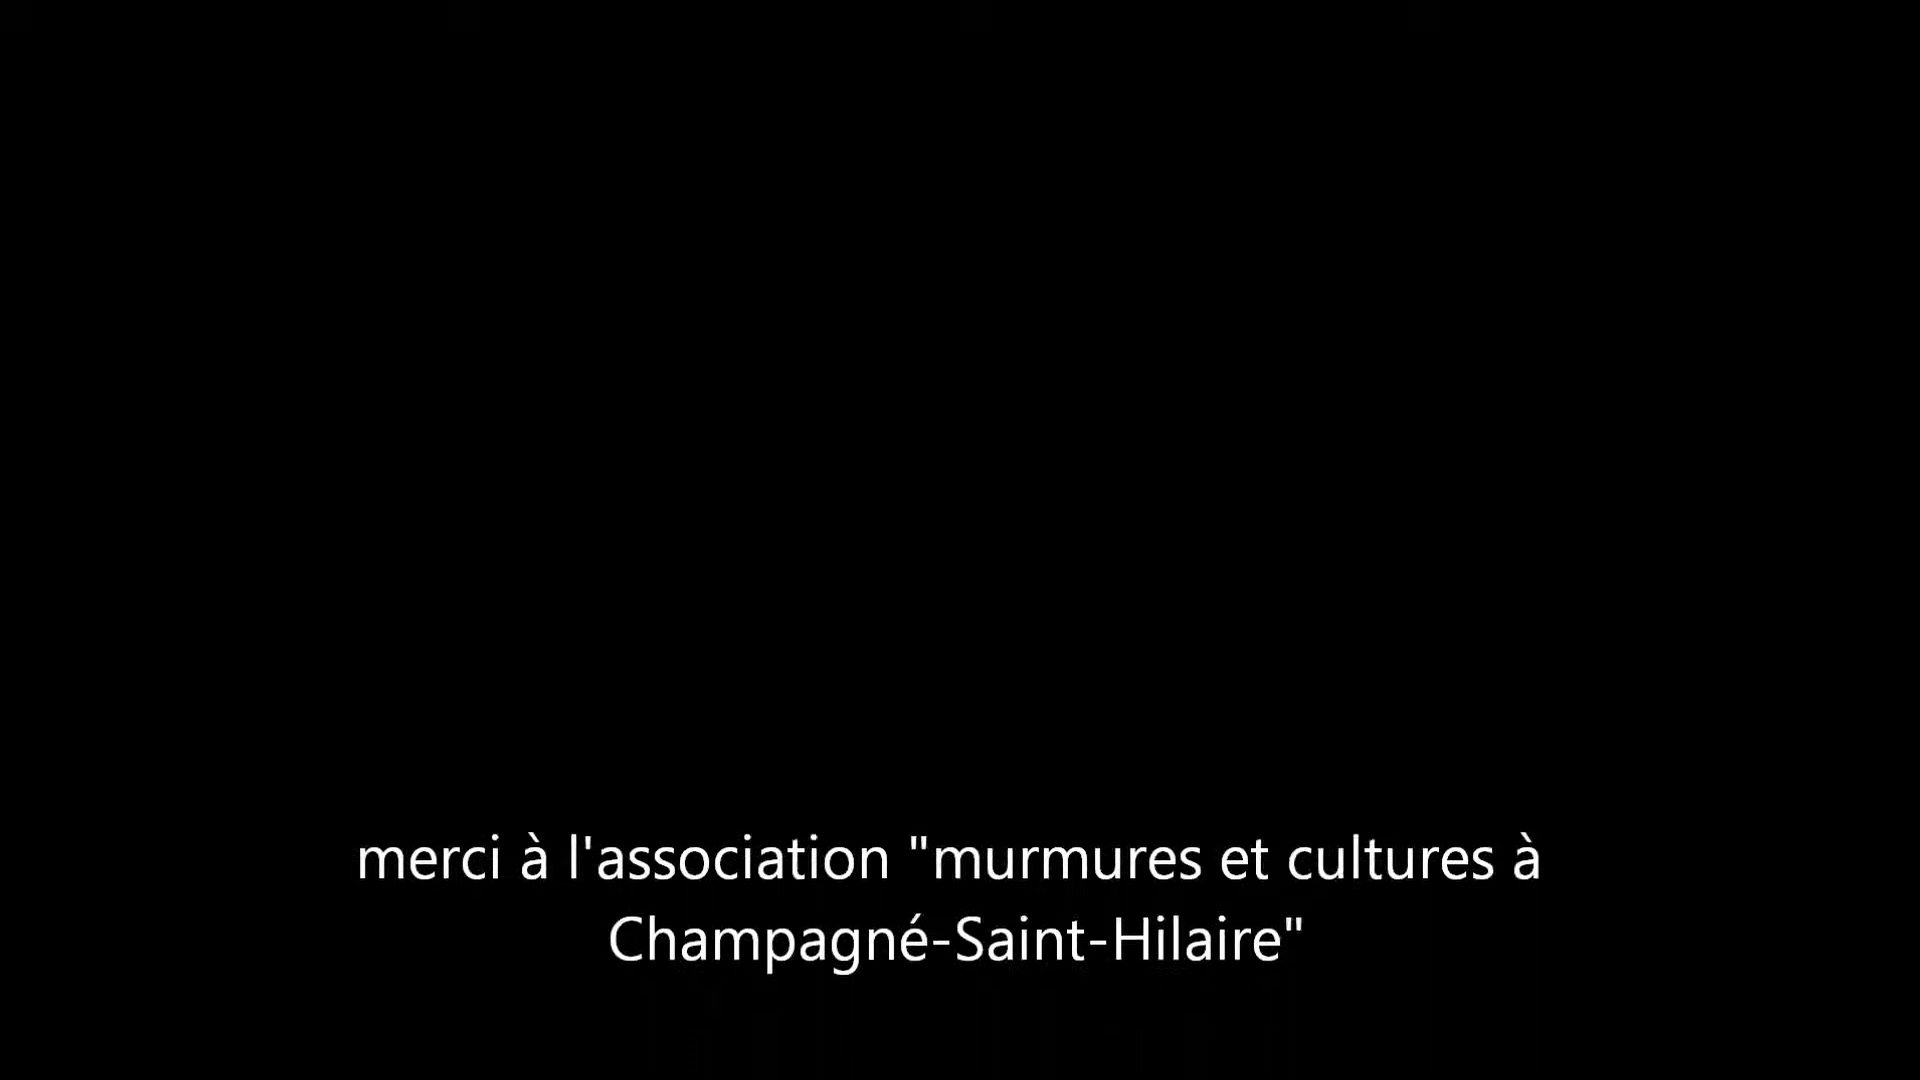 merci à l'association "murmures et cultures à
Champagné-Saint-Hilaire"